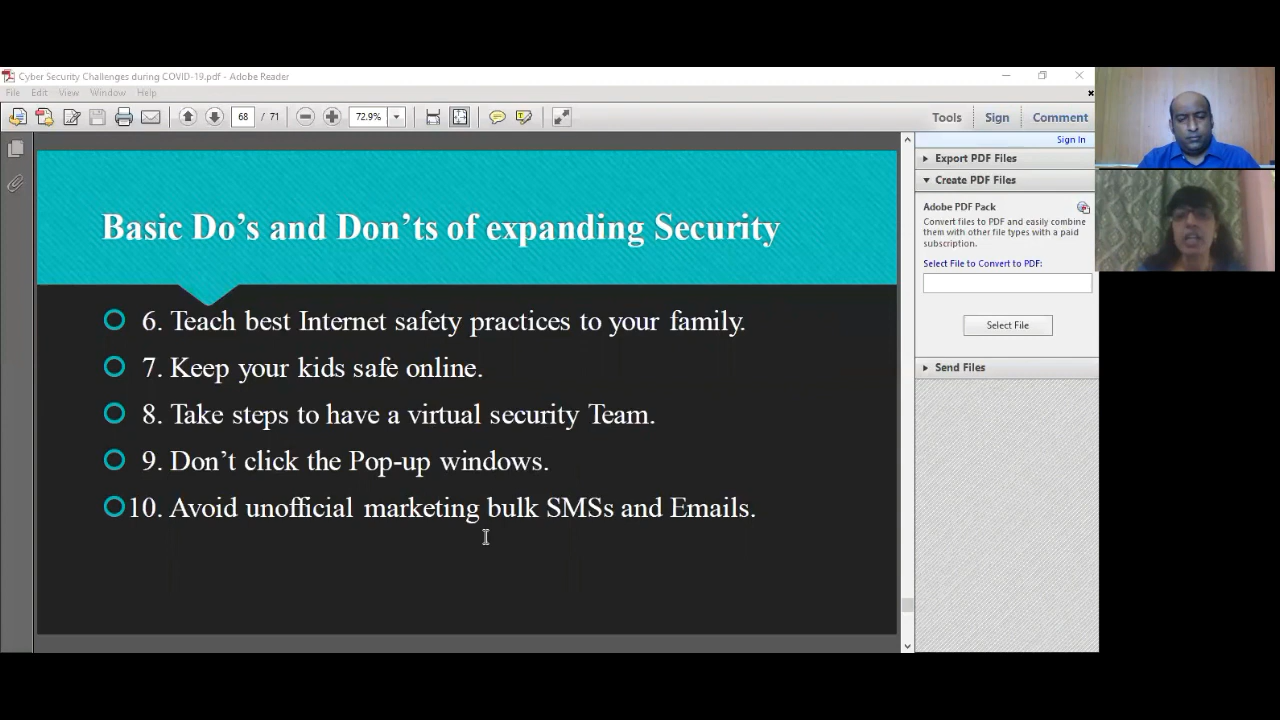 Cyber Security Challenges during COVID-19.pdf - Adobe Reader
File Edit View Window Help
68 / 71 72.9% Tools Sign Comment
Sign In
Export PDF Files
Create PDF Files
Adobe PDF Pack
Convert files to PDF and easily combine
them with other file types with a paid
subscription.
Select File to Convert to PDF:
Select File
Send Files
Basic Do’s and Don’ts of expanding Security
6. Teach best Internet safety practices to your family.
7. Keep your kids safe online.
8. Take steps to have a virtual security Team.
9. Don’t click the Pop-up windows.
10. Avoid unofficial marketing bulk SMSs and Emails.